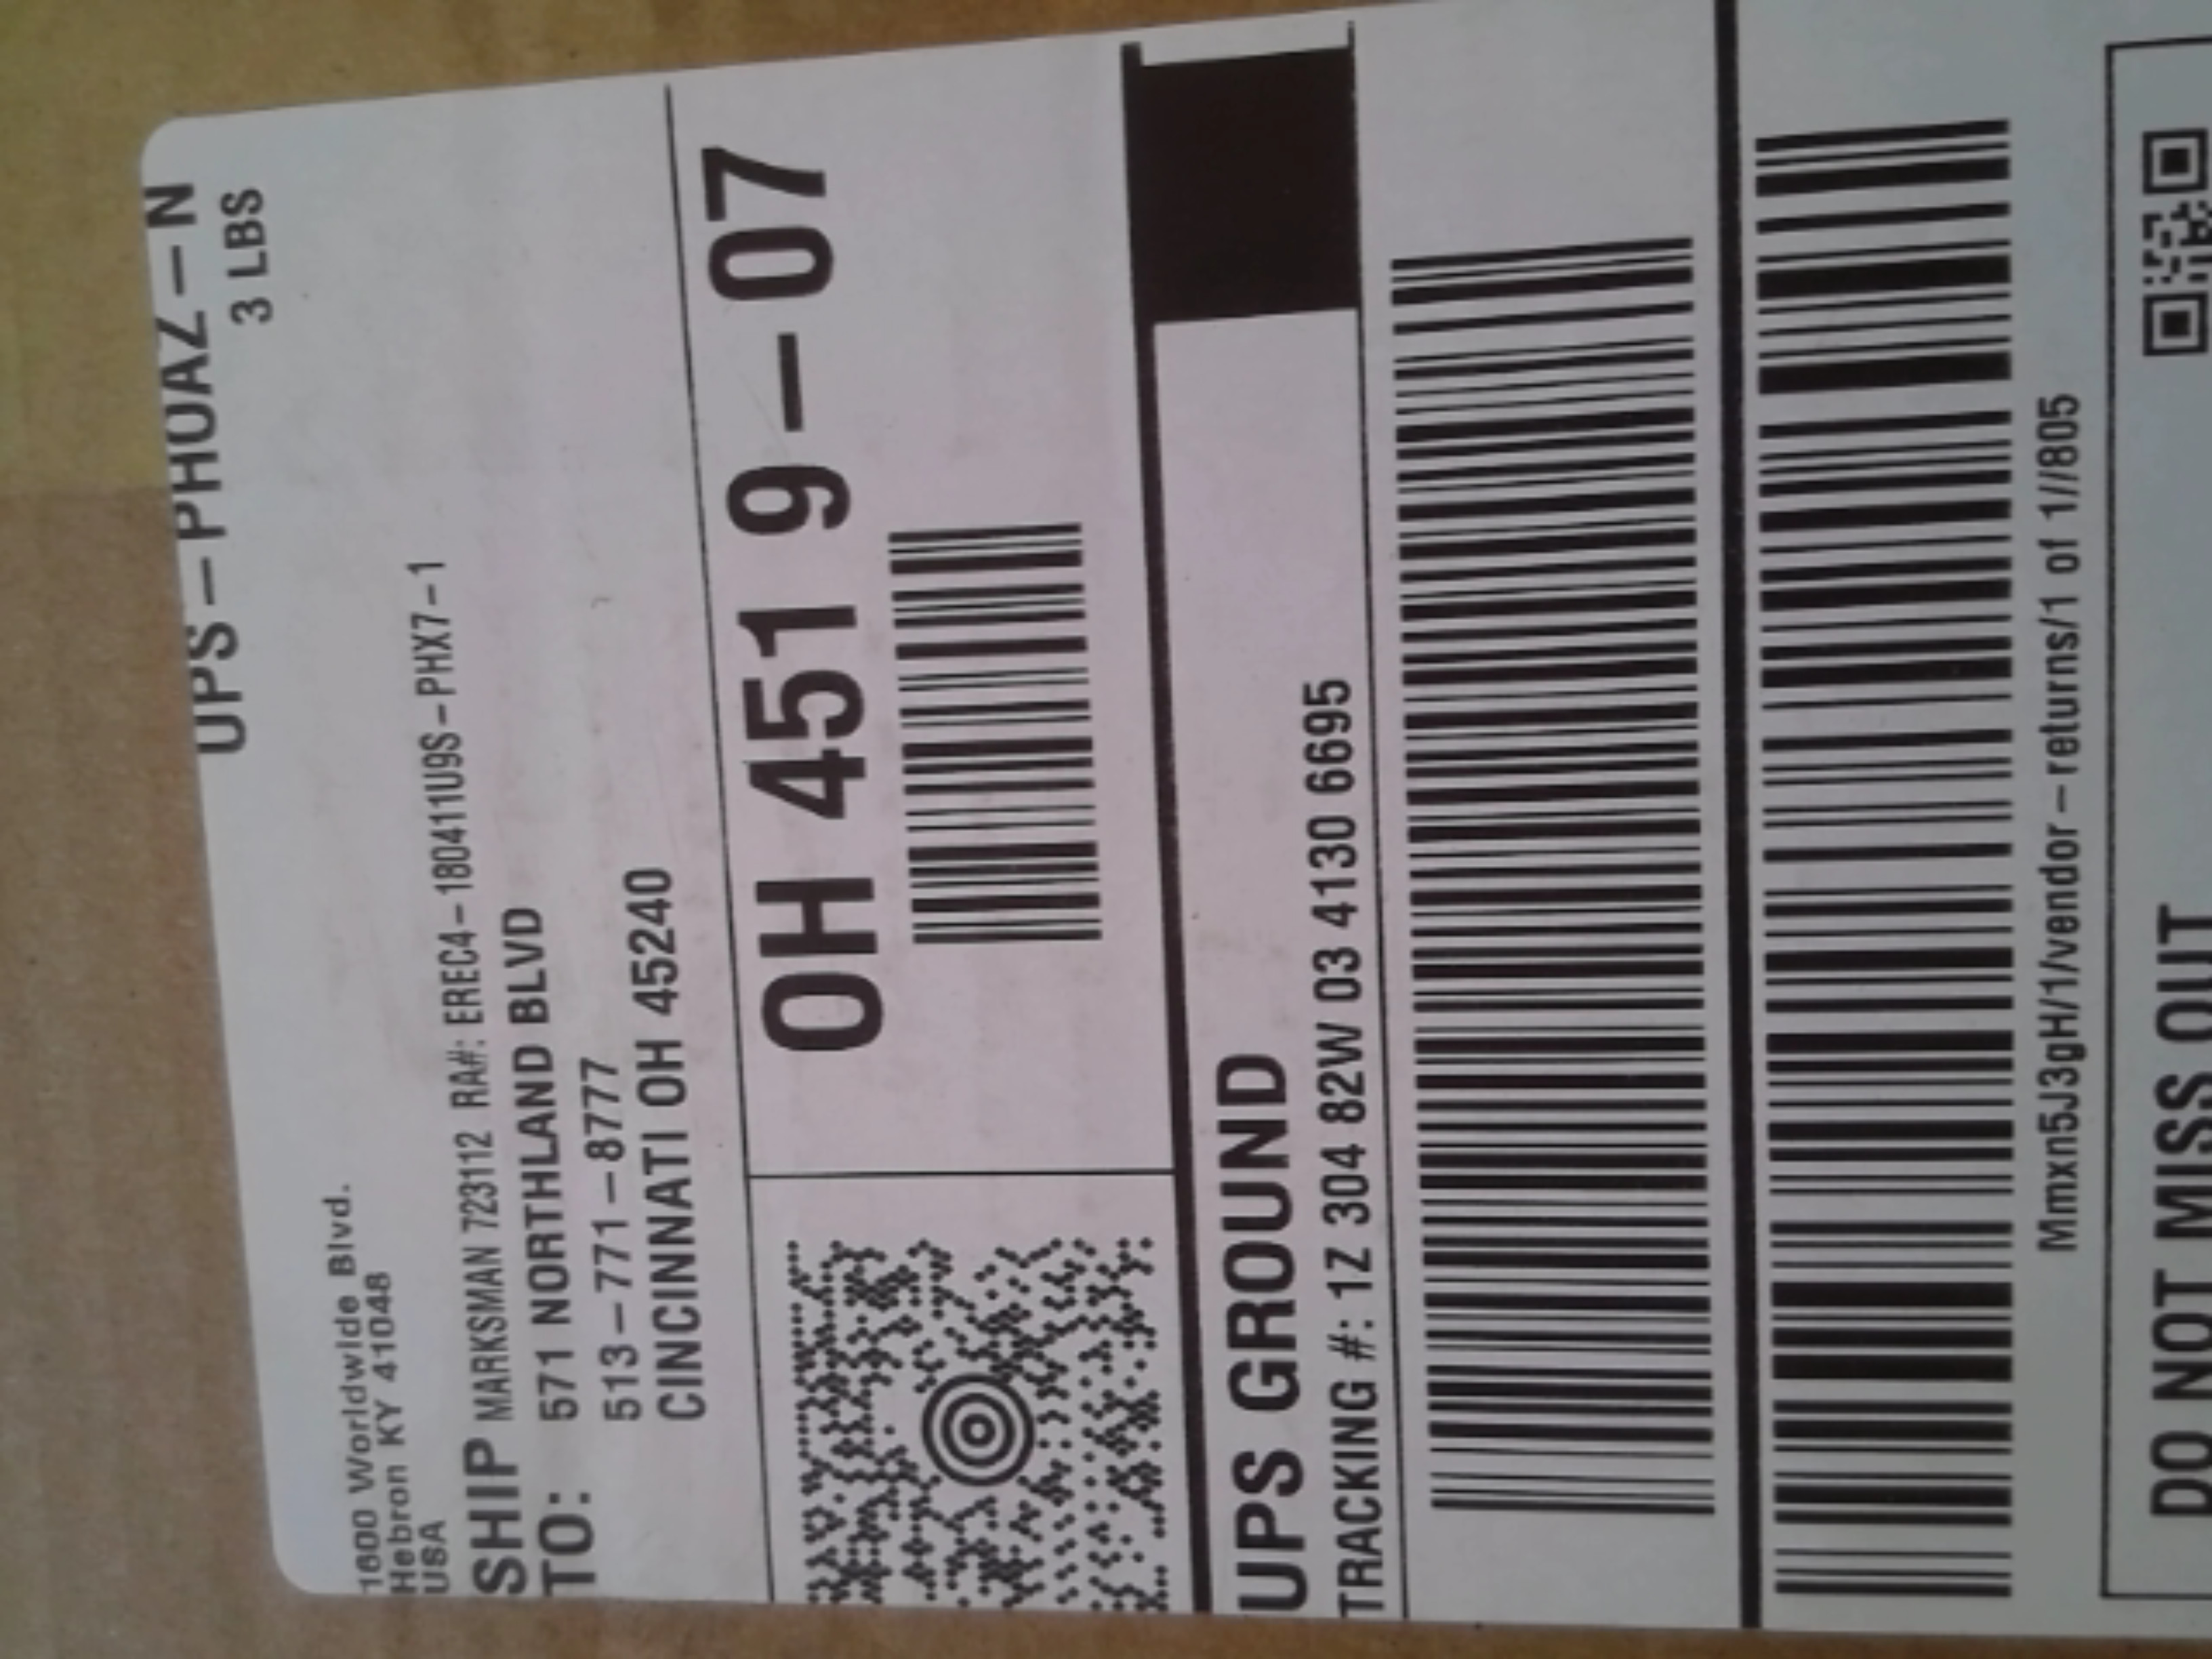 UPS-PHOAZ-N
3 LBS
1600 Worldwide Blvd.
Hebron KY 41048
USA
SHIP TO:
MARKSMAN 723112 RA#: EREC4-180411U9S-PHX7-1
571 NORTHLAND BLVD
513-771-8777
CINCINNATI OH 45240
OH 451 9-07
UPS GROUND
TRACKING #: 1Z 304 82W 03 4130 6695
Mmxn5J3gH/1/vendor-returns/1 of 1//805
DO NOT MISS OUT